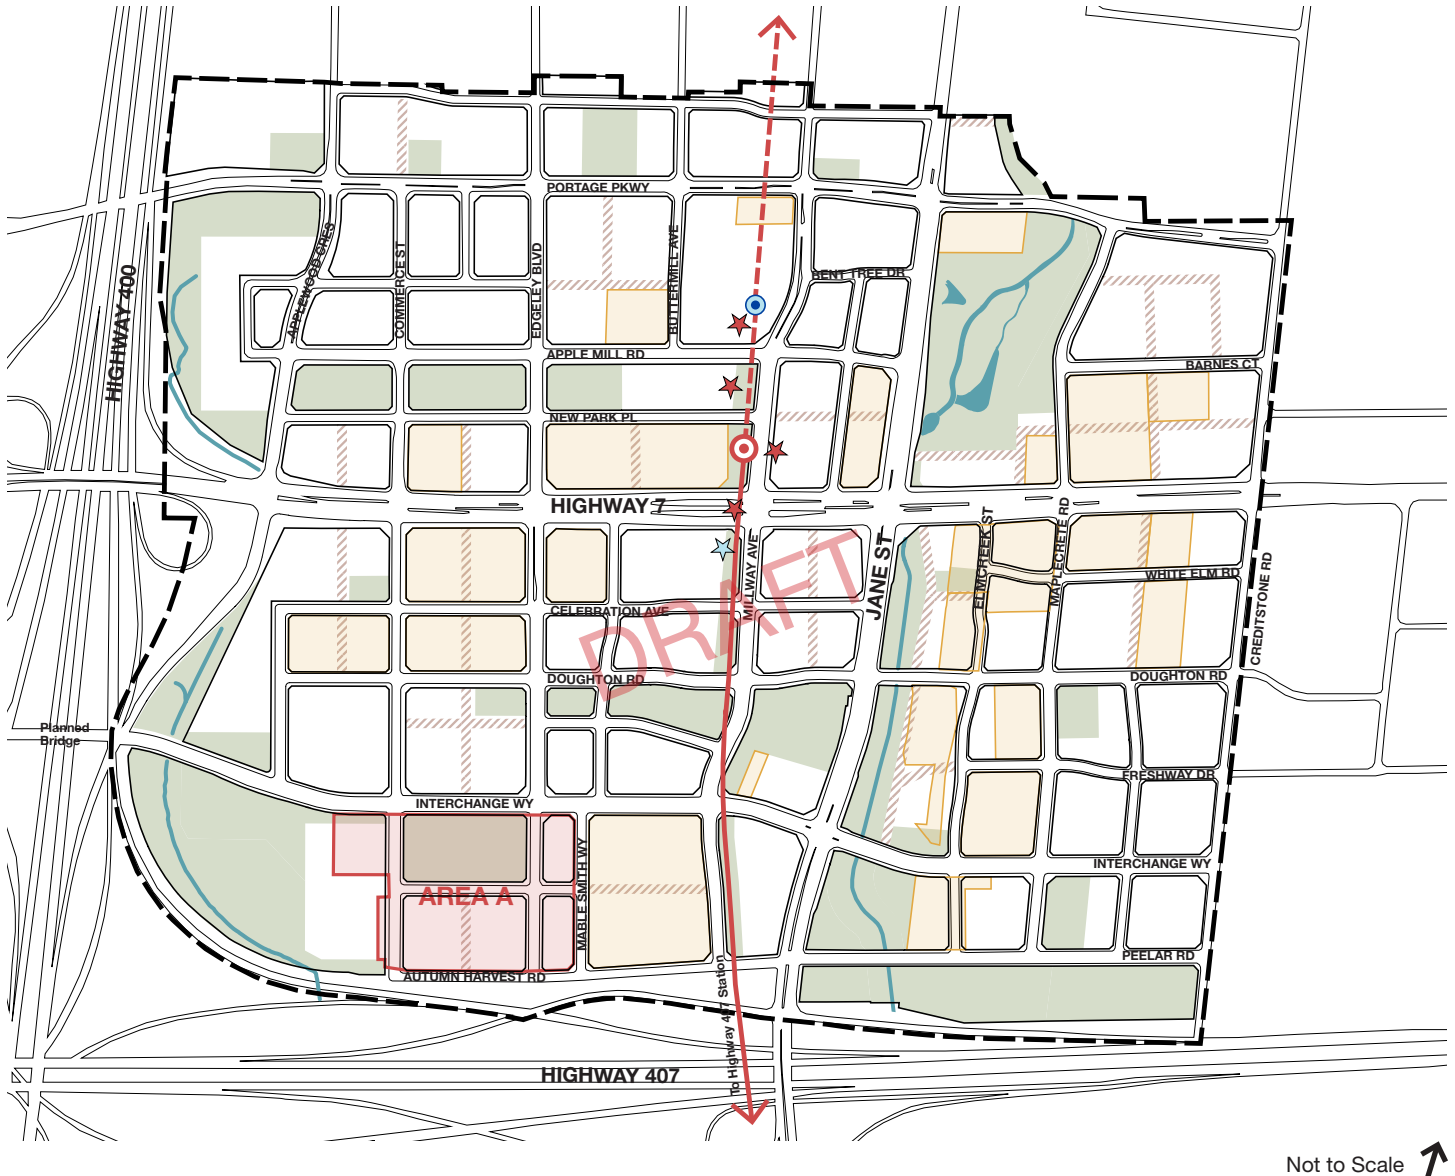 PORTAGE PKWY
APPLEWOOD CRES
COMMERCE ST
EDGELEY BLVD
BUTTERMILL AVE
RENT TREE DR
HIGHWAY 400
APPLE MILL RD
BARNES CT
NEW PARK PL
HIGHWAY 7
MILLWAY AVE
JANE ST
ELMCREEK ST
MAPLECRETE RD
WHITE ELM RD
CREDITSTONE RD
CELEBRATION AVE
DRAFT
DOUGHTON RD
DOUGHTON RD
Planned
Bridge
FRESHWAY DR
INTERCHANGE WY
INTERCHANGE WY
MABLE SMITH WY
AREA A
PEELAR RD
AUTUMN HARVEST RD
To Highway 407 Station
HIGHWAY 407
Not to Scale